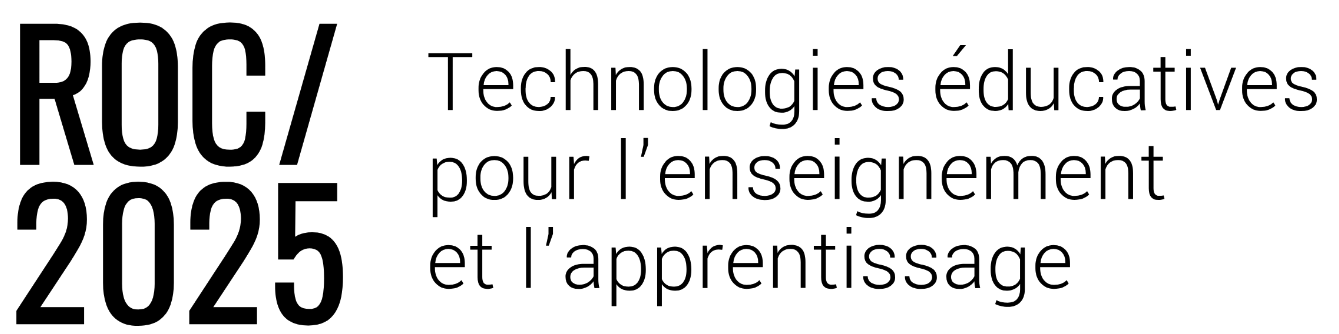 ROC/
2025
Technologies éducatives
pour l’enseignement
et l’apprentissage